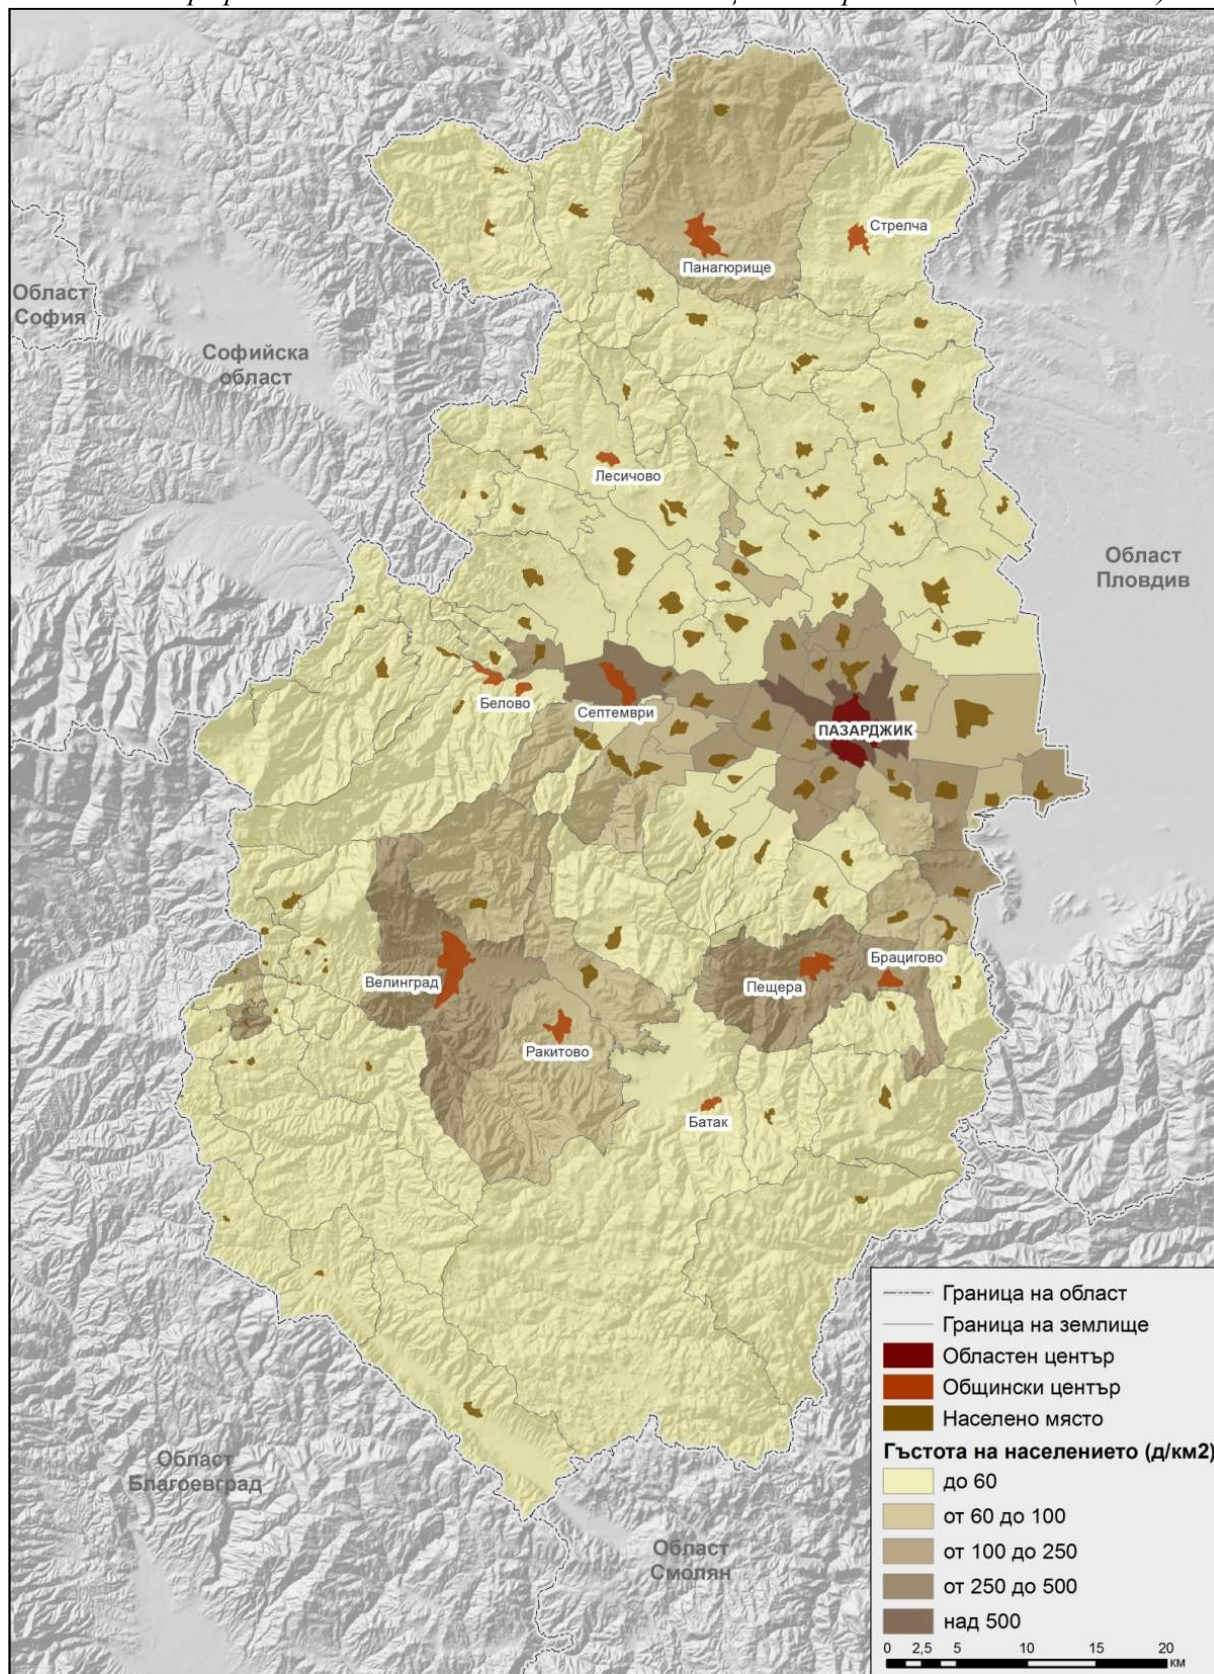 Стрелча
Панагюрище
Област
София
Софийска
област
Лесичово
Област
Пловдив
Белово
Септември
ПАЗАРДЖИК
Велинград
Пещера
Брацигово
Ракитово
Батак
Област
Благоевград
Област
Смолян
Граница на област
Граница на землище
Областен център
Общински център
Населено място
Гъстота на населението (д/км2)
до 60
от 60 до 100
от 100 до 250
от 250 до 500
над 500
0 2,5 5 10 15 20
км